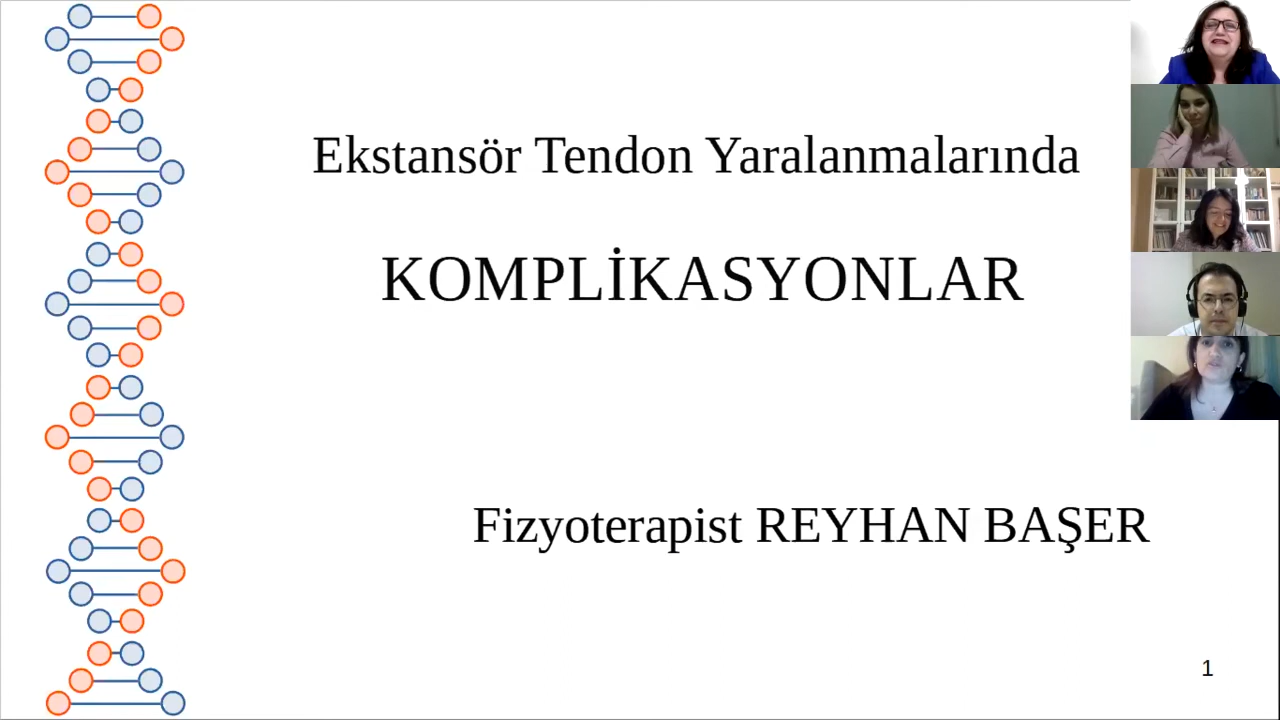 Ekstansör Tendon Yaralanmalarında
KOMPLİKASYONLAR
Fizyoterapist REYHAN BAŞER
1